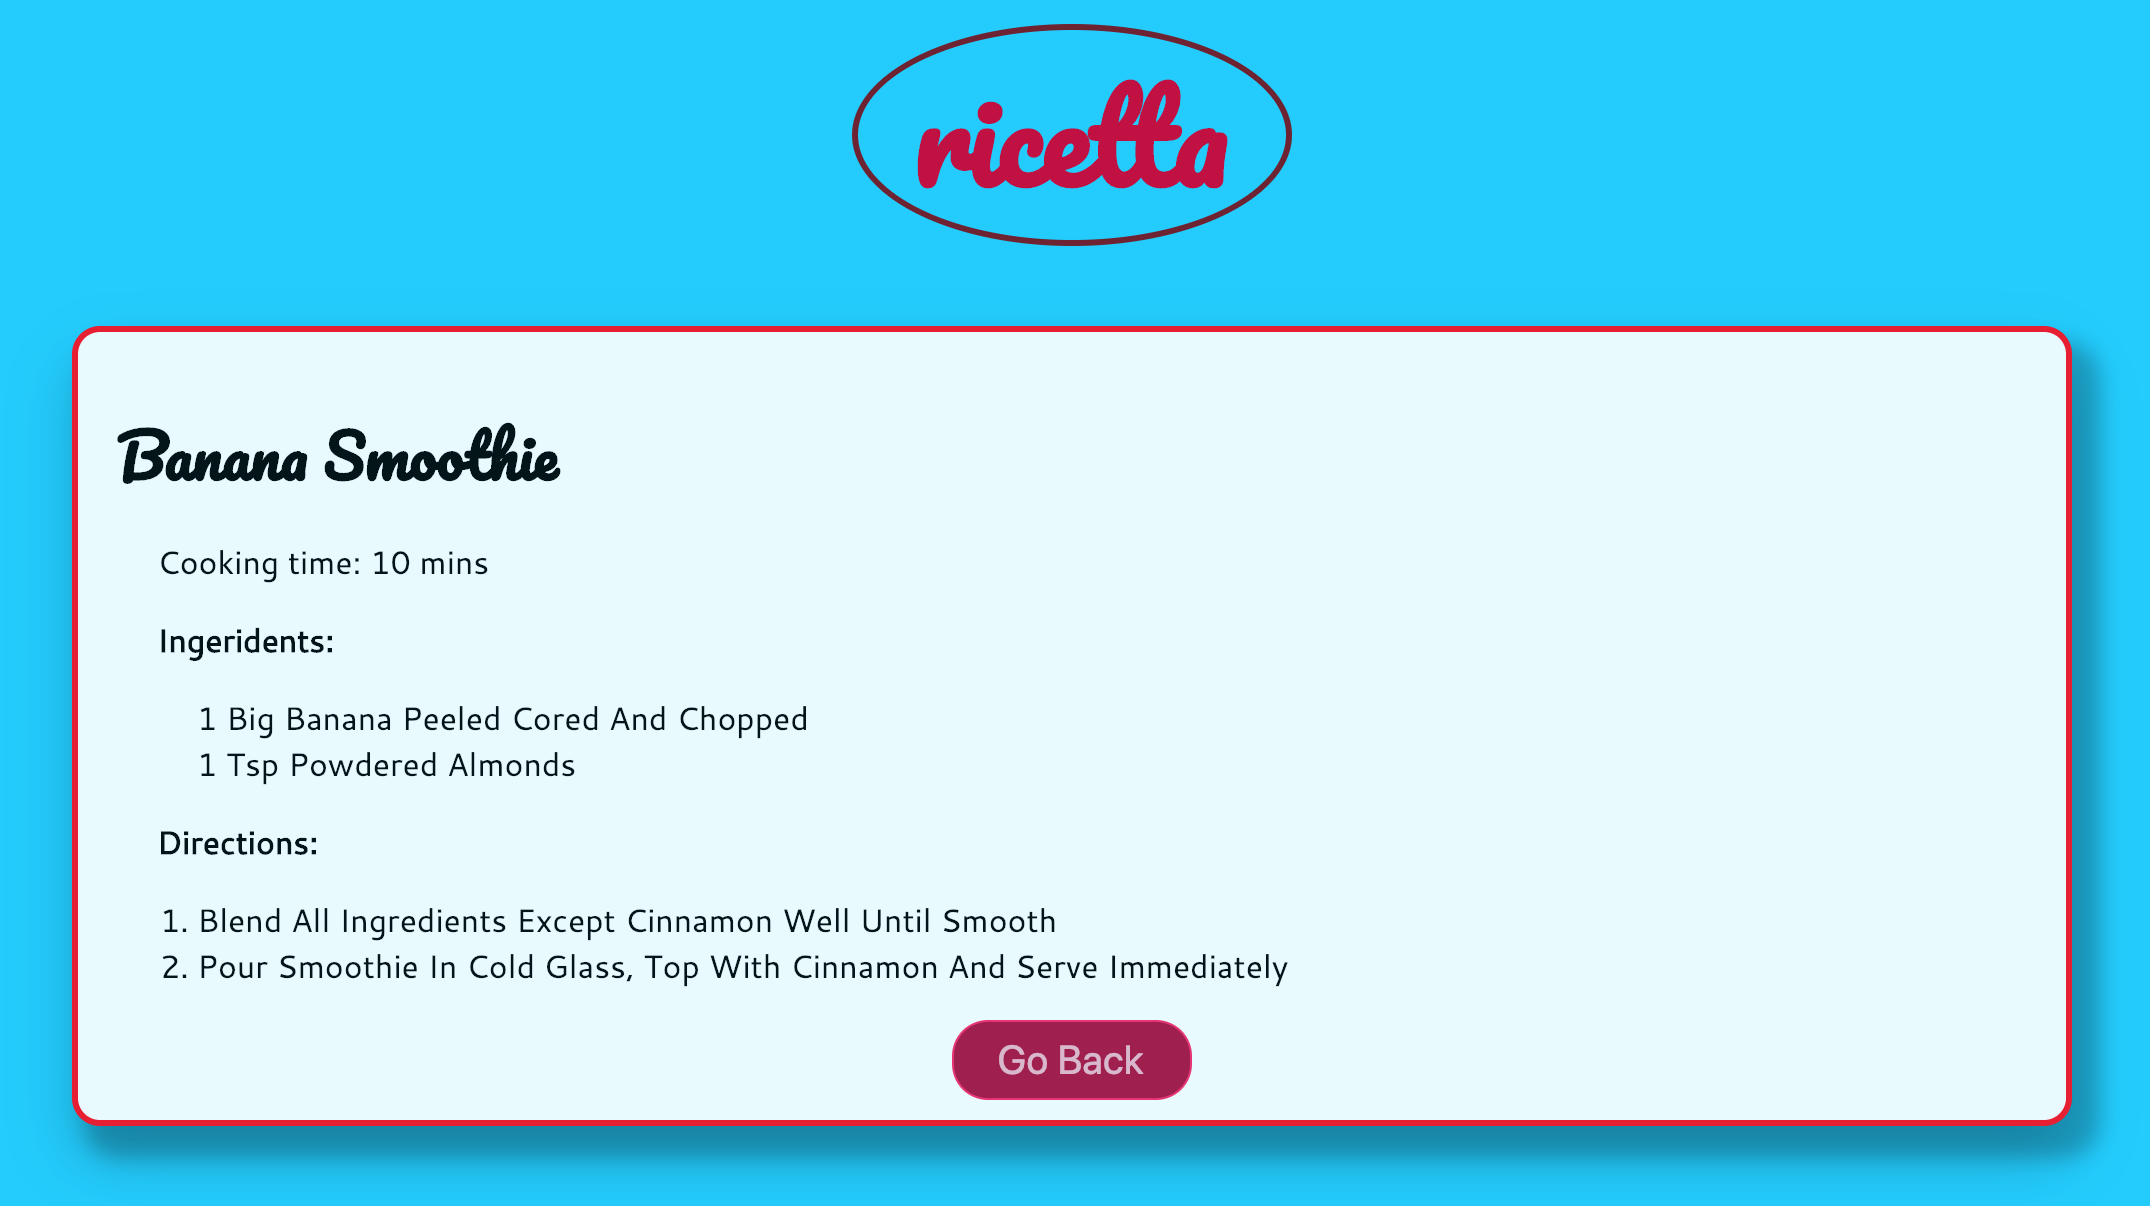 ricetta
Banana Smoothie
Cooking time: 10 mins
Ingeridents:
1 Big Banana Peeled Cored And Chopped
1 Tsp Powdered Almonds
Directions:
1. Blend All Ingredients Except Cinnamon Well Until Smooth
2. Pour Smoothie In Cold Glass, Top With Cinnamon And Serve Immediately
Go Back